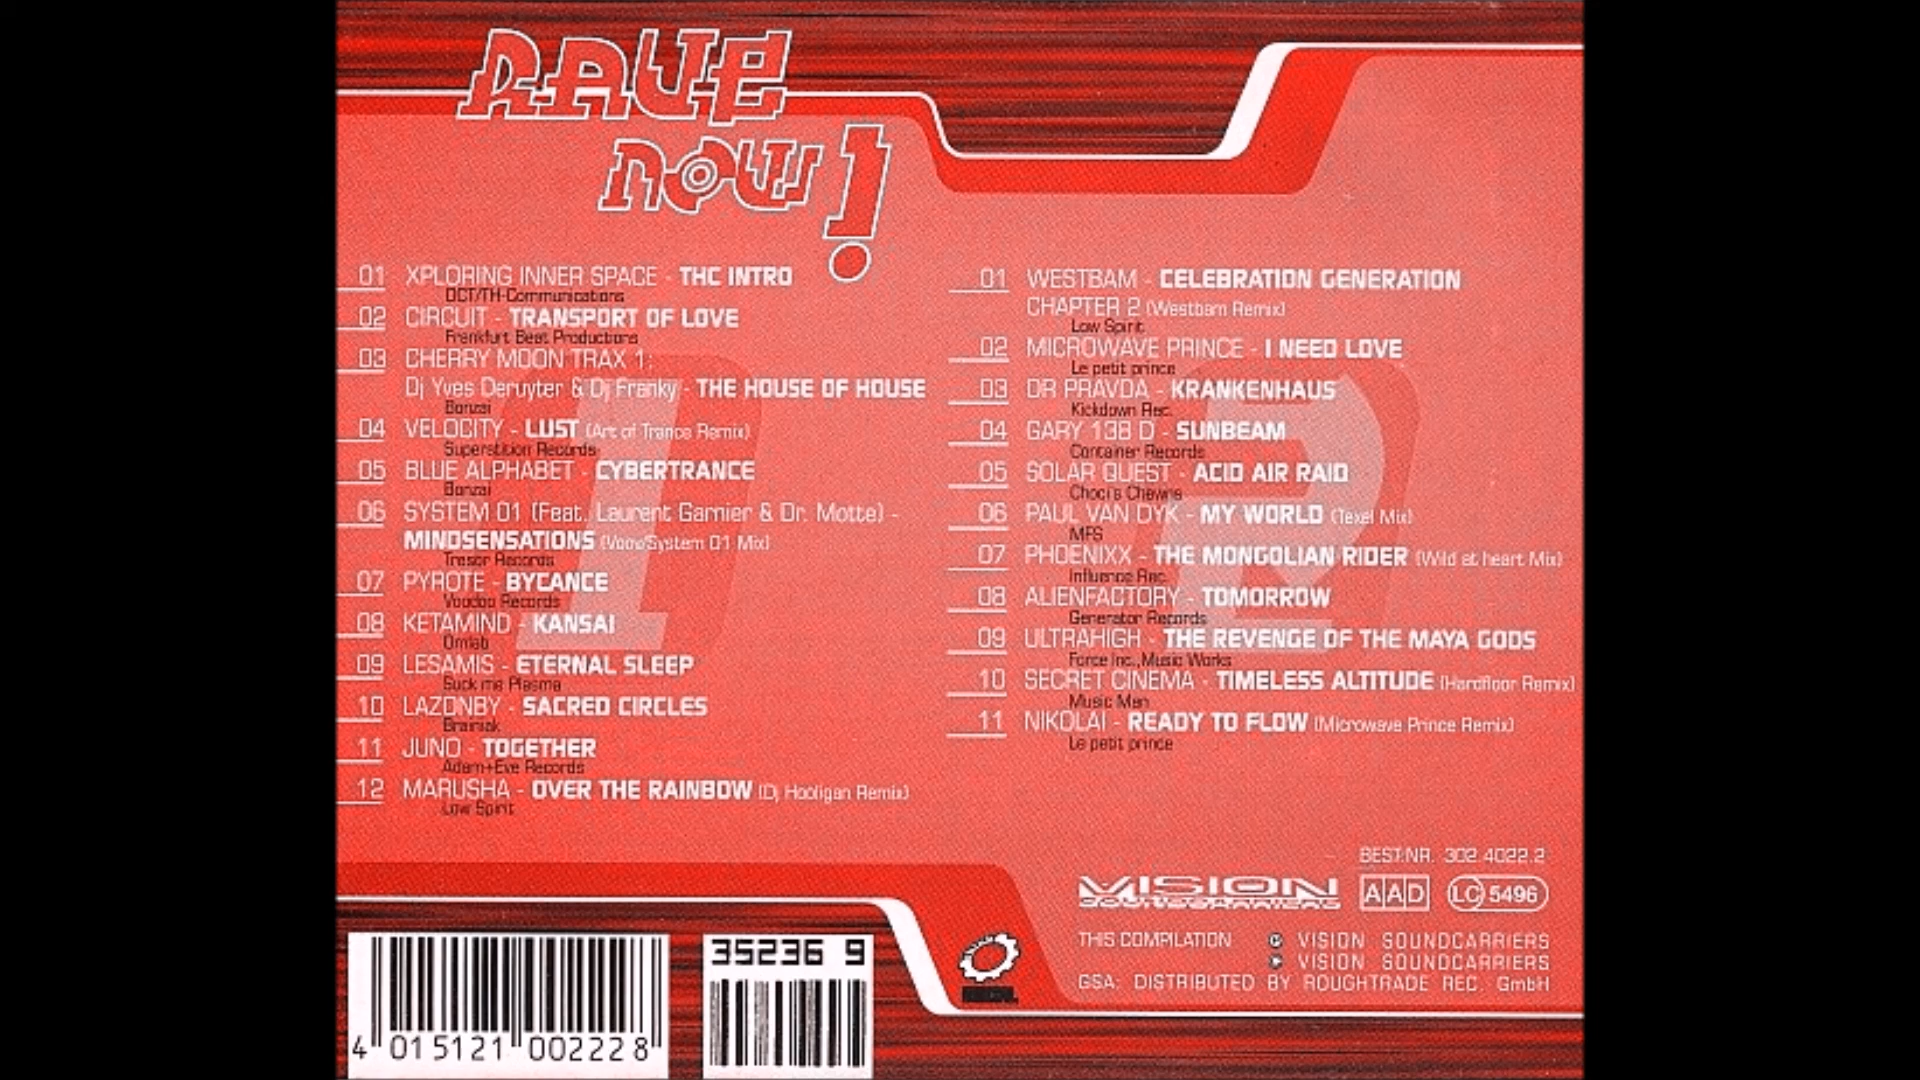 RAVE
NOW!
01 XPLORING INNER SPACE - THC INTRO
OCT/TH-Communications
02 CIRCUIT - TRANSPORT OF LOVE
Frankfurt Beat Productions
03 CHERRY MOON TRAX 1:
Dj Yves Deruyter & Dj Franky - THE HOUSE OF HOUSE
Bonzai
04 VELOCITY - LUST (Art of Trance Remix)
Superstition Records
05 BLUE ALPHABET - CYBERTRANCE
Bonzai
06 SYSTEM 01 (Feat. Laurent Garnier & Dr. Motte) -
MINDSENSATIONS (Voov/System 01 Mix)
Tresor Records
07 PYROTE - BYCANCE
Voodoo Records
08 KETAMIND - KANSAI
Omlab
09 LESAMIS - ETERNAL SLEEP
Suck me Plasma
10 LAZONBY - SACRED CIRCLES
Brainiak
11 JUNO - TOGETHER
Adam+Eve Records
12 MARUSHA - OVER THE RAINBOW (Dj Hooligan Remix)
Low Spirit
1
01 WESTBAM - CELEBRATION GENERATION
CHAPTER 2 (Westbam Remix)
Low Spirit
02 MICROWAVE PRINCE - I NEED LOVE
Le petit prince
03 DR PRAVDA - KRANKENHAUS
Kickdown Rec.
04 GARY 138 D - SUNBEAM
Container Records
05 SOLAR QUEST - ACID AIR RAID
Choci's Chewns
06 PAUL VAN DYK - MY WORLD (Texel Mix)
MFS
07 PHOENIXX - THE MONGOLIAN RIDER (Wild at heart Mix)
Influence Rec.
08 ALIENFACTORY - TOMORROW
Generator Records
09 ULTRAHIGH - THE REVENGE OF THE MAYA GODS
Force Inc.,Music Works
10 SECRET CINEMA - TIMELESS ALTITUDE (Hardfloor Remix)
Music Man
11 NIKOLAI - READY TO FLOW (Microwave Prince Remix)
Le petit prince
2
BEST.NR. 302.4022.2
VISION
SOUNDCARRIERS
AAD
LC 5496
THIS COMPILATION © VISION SOUNDCARRIERS
℗ VISION SOUNDCARRIERS
GSA: DISTRIBUTED BY ROUGHTRADE REC. GmbH
35236 9
4 015121 002228